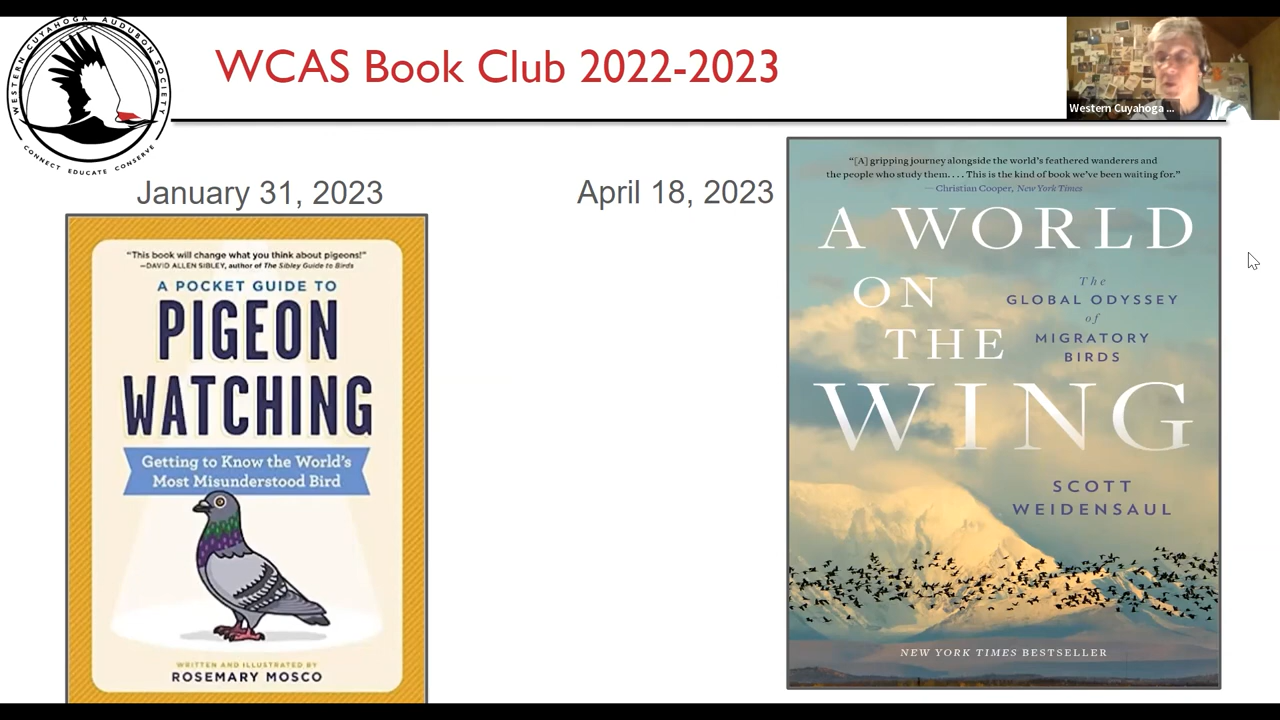 WESTERN CUYAHOGA AUDUBON SOCIETY
CONNECT EDUCATE CONSERVE
WCAS Book Club 2022-2023
Western Cuyahoga ...
January 31, 2023
"This book will change what you think about pigeons!"
—DAVID ALLEN SIBLEY, author of The Sibley Guide to Birds
A POCKET GUIDE TO
PIGEON
WATCHING
Getting to Know the World's
Most Misunderstood Bird
WRITTEN AND ILLUSTRATED BY
ROSEMARY MOSCO
April 18, 2023
"[A] gripping journey alongside the world's feathered wanderers and
the people who study them. . . . This is the kind of book we've been waiting for."
—Christian Cooper, New York Times
A WORLD
ON
THE
WING
The
GLOBAL ODYSSEY
of
MIGRATORY
BIRDS
SCOTT
WEIDENSAUL
NEW YORK TIMES BESTSELLER